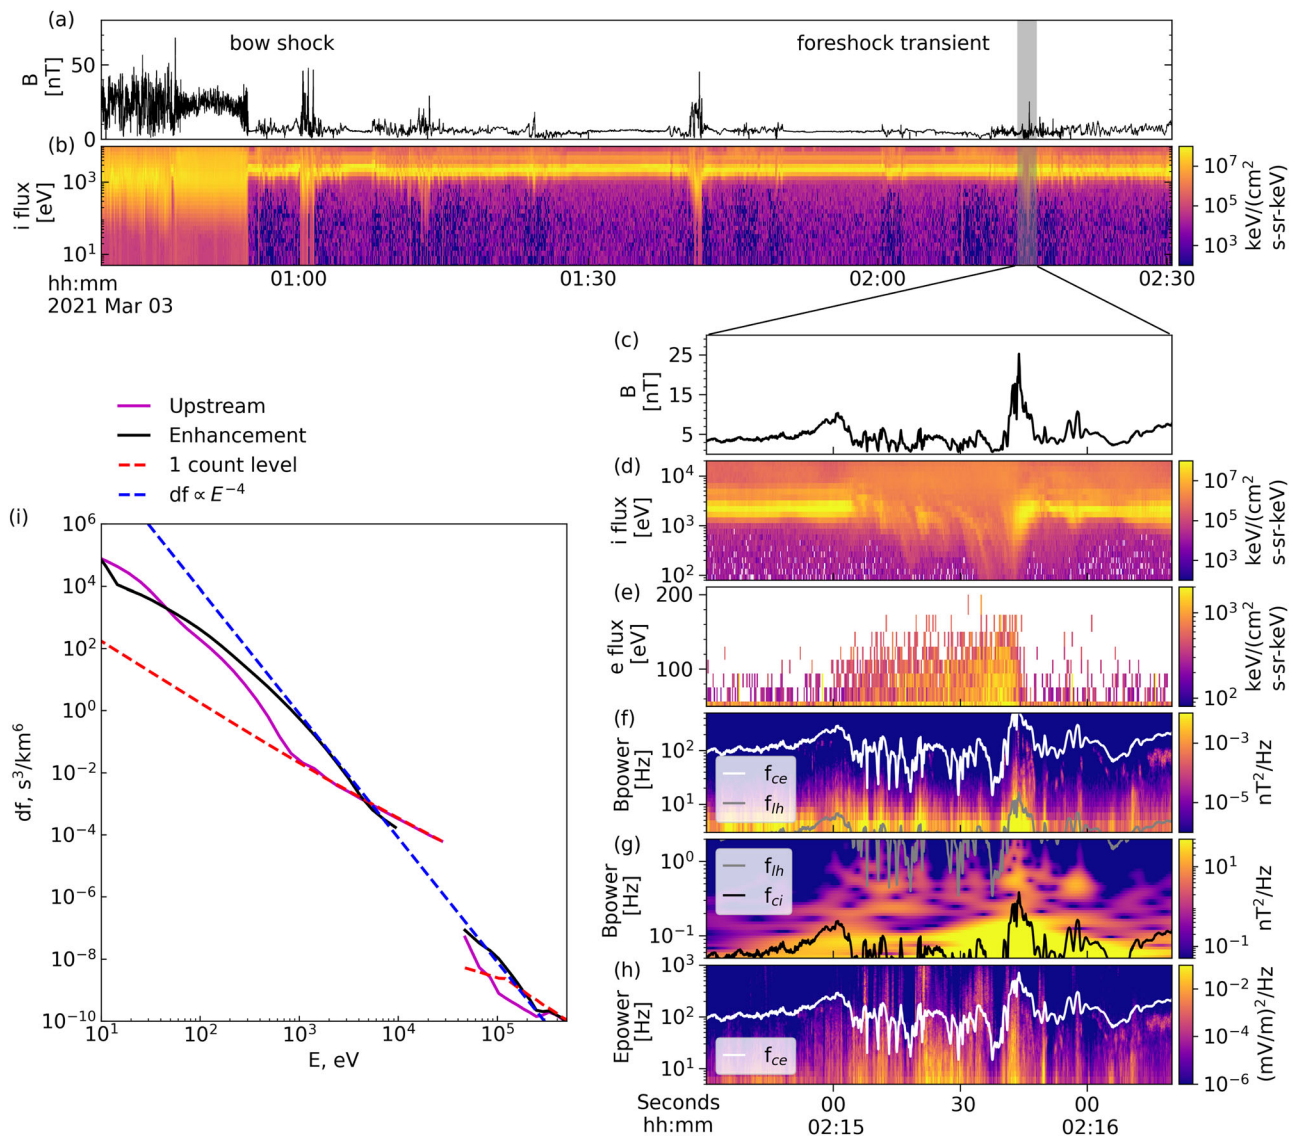 (a)
bow shock
foreshock transient
B
[nT]
50
0
(b)
i flux
[eV]
10³
10¹
10⁷
10⁵
10³
keV/(cm²
s-sr-keV)
01:00
01:30
02:00
02:30
hh:mm
2021 Mar 03
(c)
B
[nT]
25
15
5
(d)
i flux
[eV]
10⁴
10³
10²
10⁷
10⁵
10³
keV/(cm²
s-sr-keV)
(e)
e flux
[eV]
200
100
10³
10²
keV/(cm²
s-sr-keV)
(f)
Bpower
[Hz]
10²
10¹
f_ce
f_lh
10⁻³
10⁻⁵
nT²/Hz
(g)
Bpower
[Hz]
10⁰
10⁻¹
f_lh
f_ci
10¹
10⁻¹
nT²/Hz
(h)
Epower
[Hz]
10³
10²
10¹
f_ce
10⁻²
10⁻⁴
10⁻⁶
(mV/m)²/Hz
Seconds
hh:mm
00
02:15
30
00
02:16
Upstream
Enhancement
1 count level
df ∝ E⁻⁴
(i)
df, s³/km⁶
10⁶
10⁴
10²
10⁰
10⁻²
10⁻⁴
10⁻⁶
10⁻⁸
10⁻¹⁰
10¹
10²
10³
10⁴
10⁵
E, eV